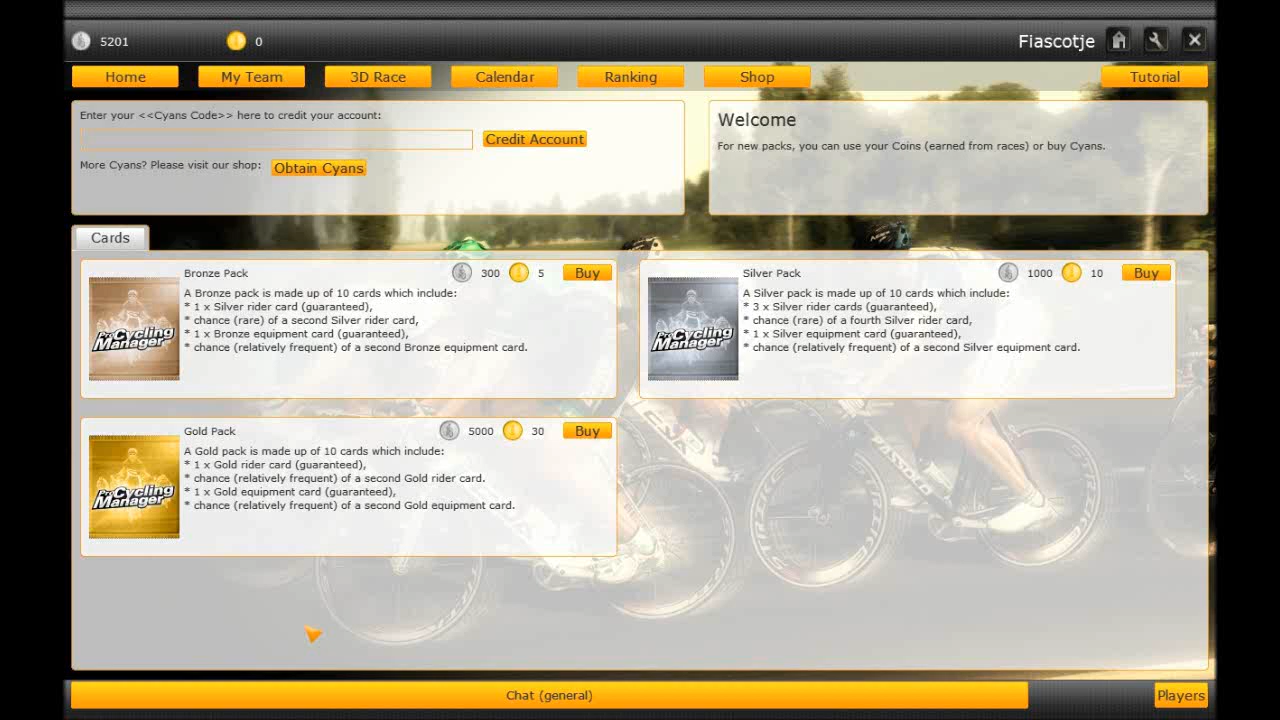 5201
0
Fiascotje
Home
My Team
3D Race
Calendar
Ranking
Shop
Tutorial
Enter your <<Cyans Code>> here to credit your account:
Credit Account
More Cyans? Please visit our shop:
Obtain Cyans
Welcome
For new packs, you can use your Coins (earned from races) or buy Cyans.
Cards
Bronze Pack
300
5
Buy
A Bronze pack is made up of 10 cards which include:
* 1 x Silver rider card (guaranteed),
* chance (rare) of a second Silver rider card,
* 1 x Bronze equipment card (guaranteed),
* chance (relatively frequent) of a second Bronze equipment card.
Pro Cycling
Manager
Silver Pack
1000
10
Buy
A Silver pack is made up of 10 cards which include:
* 3 x Silver rider cards (guaranteed),
* chance (rare) of a fourth Silver rider card,
* 1 x Silver equipment card (guaranteed),
* chance (relatively frequent) of a second Silver equipment card.
Pro Cycling
Manager
Gold Pack
5000
30
Buy
A Gold pack is made up of 10 cards which include:
* 1 x Gold rider card (guaranteed),
* chance (relatively frequent) of a second Gold rider card.
* 1 x Gold equipment card (guaranteed),
* chance (relatively frequent) of a second Gold equipment card.
Pro Cycling
Manager
Chat (general)
Players